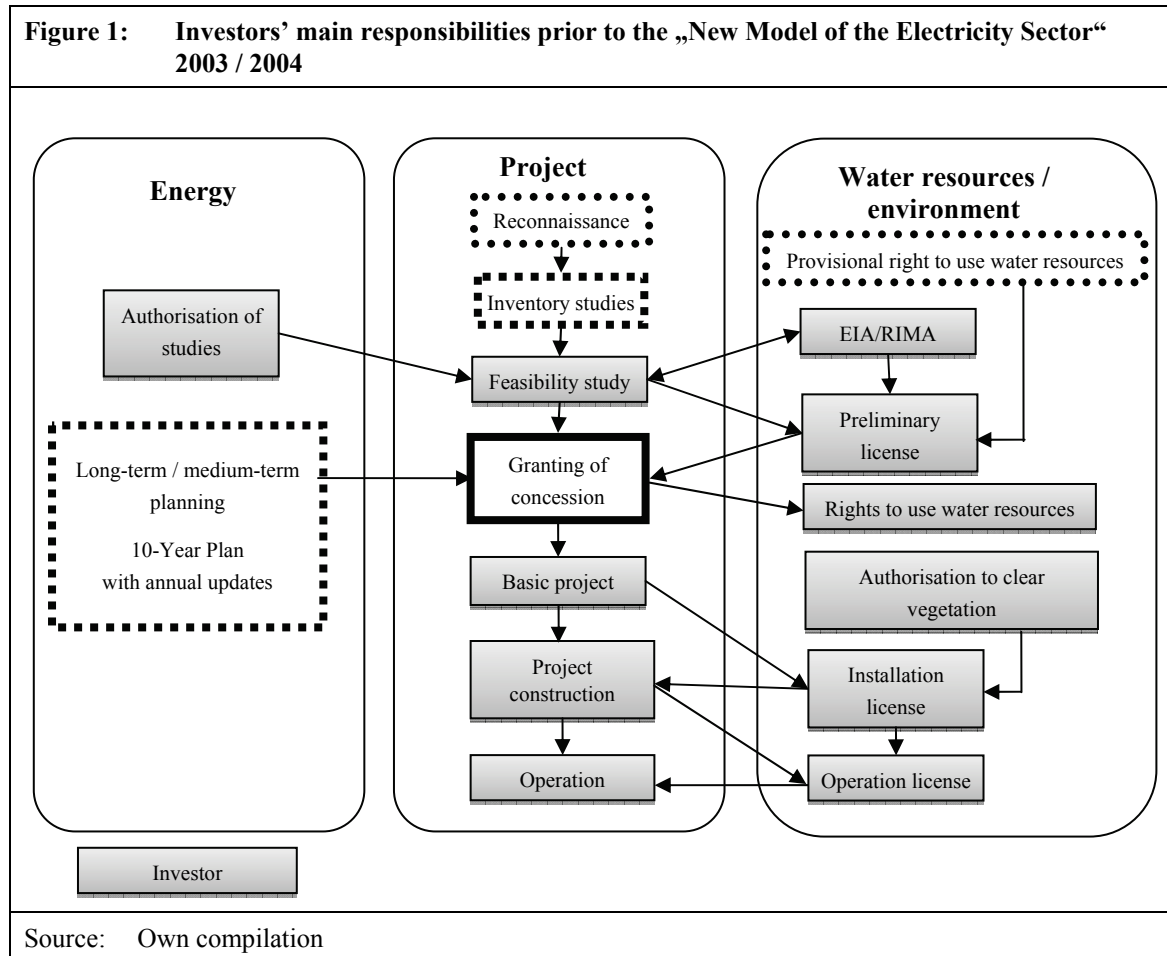 Figure 1: Investors’ main responsibilities prior to the „New Model of the Electricity Sector“
2003 / 2004
Energy
Authorisation of
studies
Long-term / medium-term
planning
10-Year Plan
with annual updates
Project
Reconnaissance
Inventory studies
Feasibility study
Granting of
concession
Basic project
Project
construction
Operation
Water resources /
environment
Provisional right to use water resources
EIA/RIMA
Preliminary
license
Rights to use water resources
Authorisation to clear
vegetation
Installation
license
Operation license
Investor
Source: Own compilation